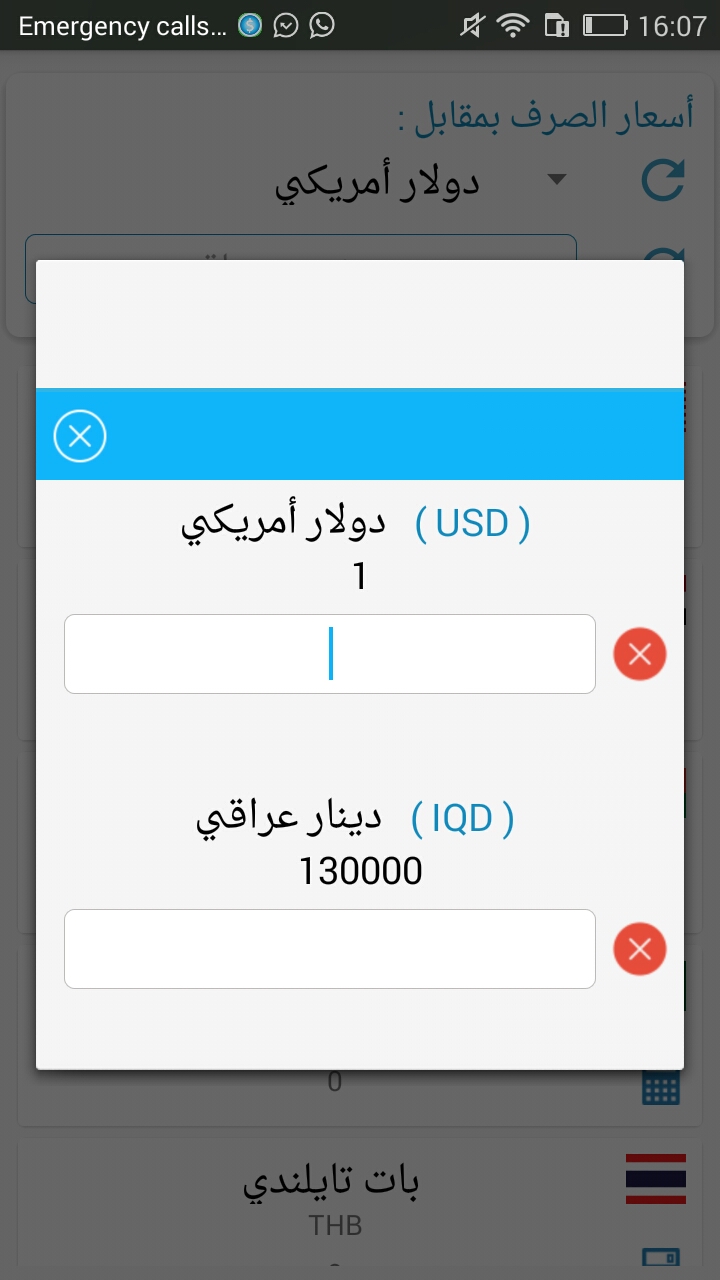 Emergency calls... 16:07
أسعار الصرف بمقابل :
دولار أمريكي
دولار أمريكي ( USD )
1
دينار عراقي ( IQD )
130000
0
بات تايلندي
THB